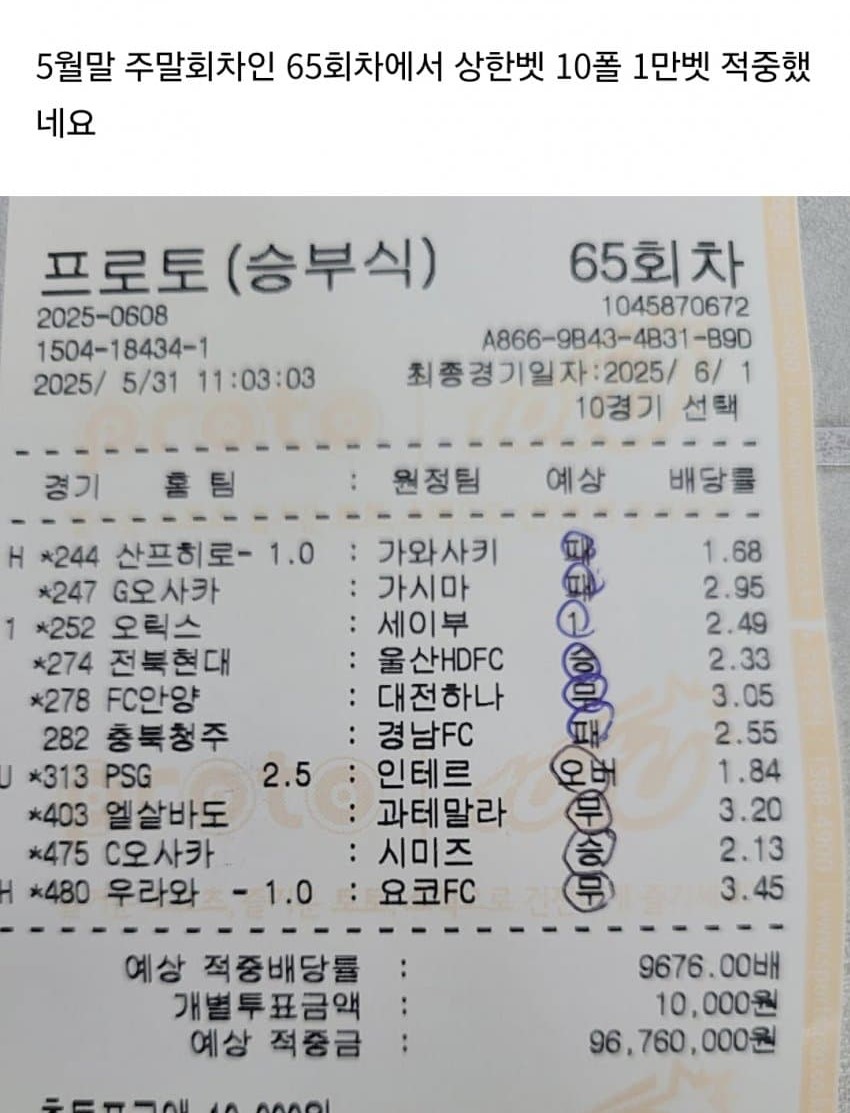 5월말 주말회차인 65회차에서 상한벳 10폴 1만벳 적중했
네요
프로토(승부식) 65회차
2025-0608 1045870672
1504-18434-1 A866-9B43-4B31-B9D
2025/ 5/31 11:03:03 최종경기일자:2025/ 6/ 1
10경기 선택
경기 홈 팀 : 원정팀 예상 배당률
H *244 산프히로- 1.0 : 가와사키 패 1.68
*247 G오사카 : 가시마 패 2.95
1 *252 오릭스 : 세이부 1 2.49
*274 전북현대 : 울산HDFC 승 2.33
*278 FC안양 : 대전하나 무 3.05
282 충북청주 : 경남FC 패 2.55
U *313 PSG 2.5 : 인테르 오버 1.84
*403 엘살바도 : 과테말라 무 3.20
*475 C오사카 : 시미즈 승 2.13
H *480 우라와 - 1.0 : 요코FC 무 3.45
예상 적중배당률 : 9676.00배
개별투표금액 : 10,000원
예상 적중금 : 96,760,000원